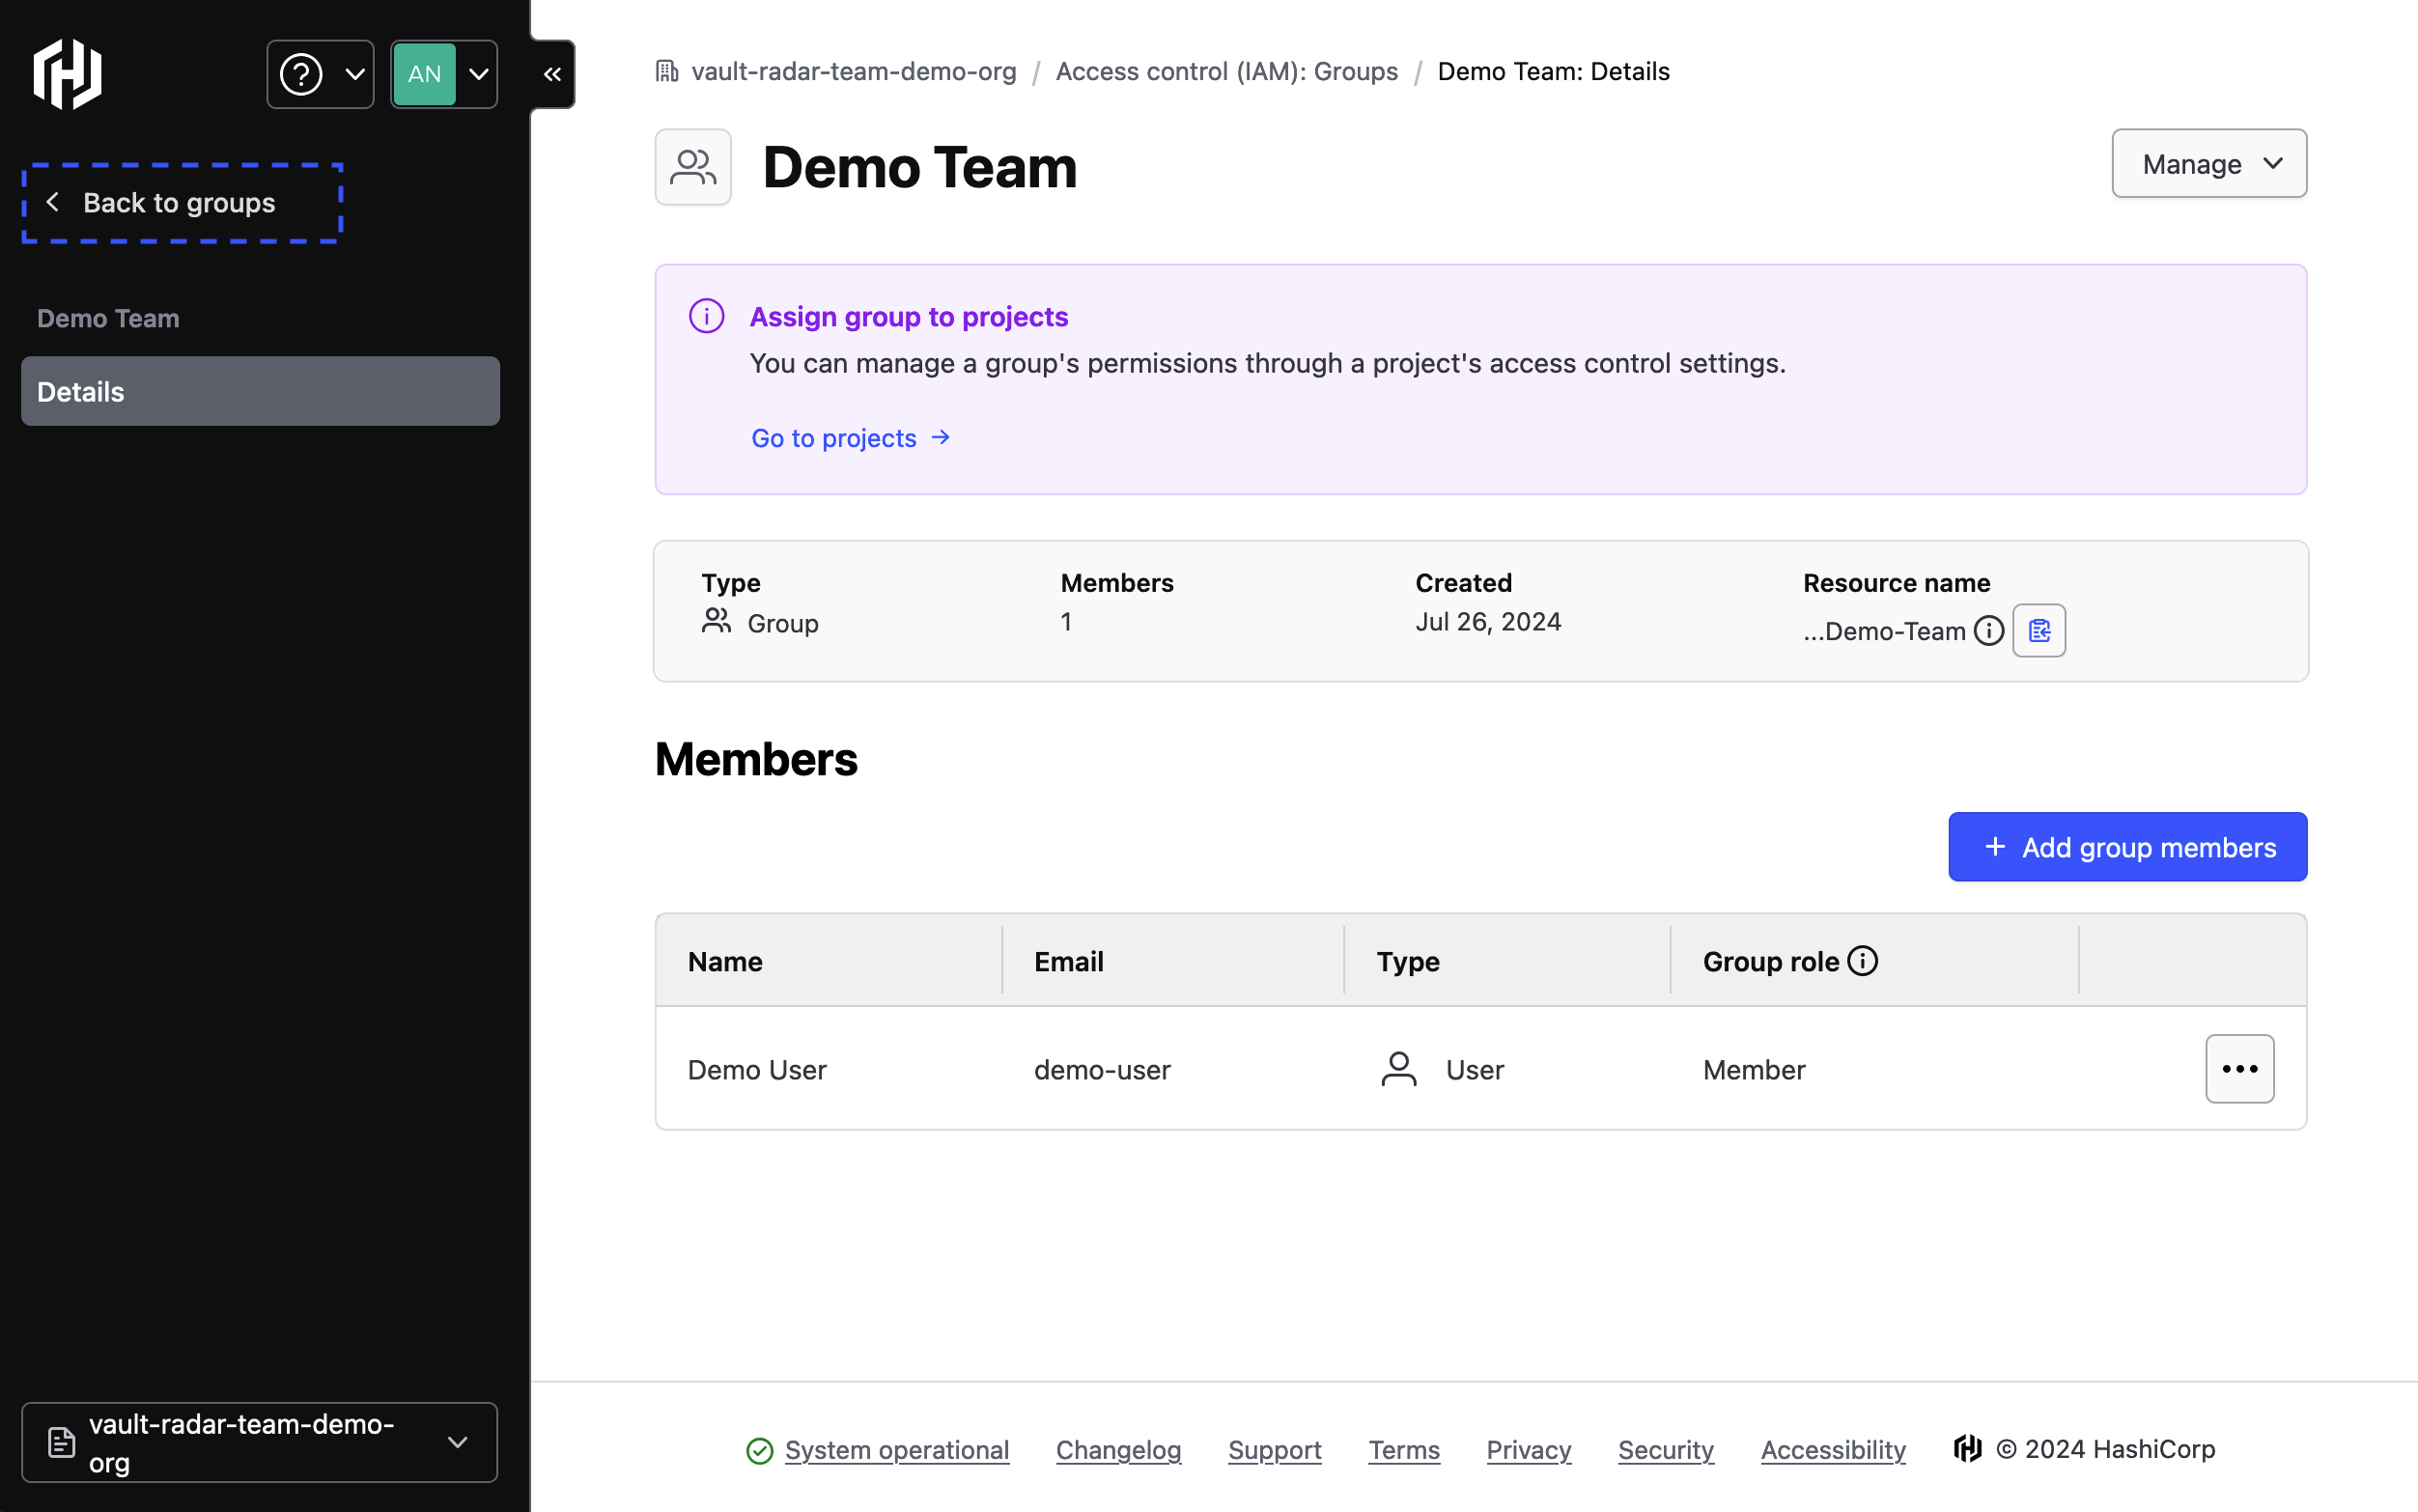 AN
Back to groups
Demo Team
Details
vault-radar-team-demo-
org
vault-radar-team-demo-org / Access control (IAM): Groups / Demo Team: Details
Demo Team
Manage
Assign group to projects
You can manage a group's permissions through a project's access control settings.
Go to projects
Type Members Created Resource name
Group 1 Jul 26, 2024 ...Demo-Team
Members
+ Add group members
Name Email Type Group role
Demo User demo-user User Member
System operational Changelog Support Terms Privacy Security Accessibility © 2024 HashiCorp